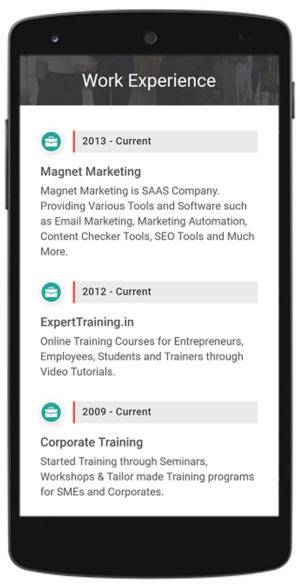 Work Experience
2013 - Current
Magnet Marketing
Magnet Marketing is SAAS Company.
Providing Various Tools and Software such
as Email Marketing, Marketing Automation,
Content Checker Tools, SEO Tools and Much
More.
2012 - Current
ExpertTraining.in
Online Training Courses for Entrepreneurs,
Employees, Students and Trainers through
Video Tutorials.
2009 - Current
Corporate Training
Started Training through Seminars,
Workshops & Tailor made Training programs
for SMEs and Corporates.